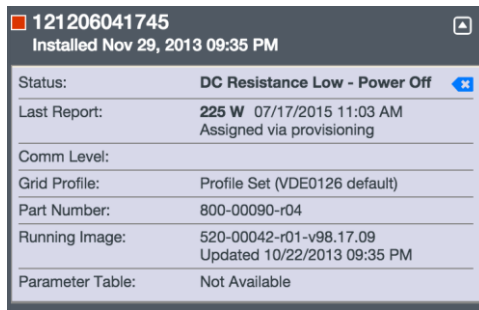 121206041745
Installed Nov 29, 2013 09:35 PM
Status: DC Resistance Low - Power Off
Last Report: 225 W 07/17/2015 11:03 AM
Assigned via provisioning
Comm Level:
Grid Profile: Profile Set (VDE0126 default)
Part Number: 800-00090-r04
Running Image: 520-00042-r01-v98.17.09
Updated 10/22/2013 09:35 PM
Parameter Table: Not Available